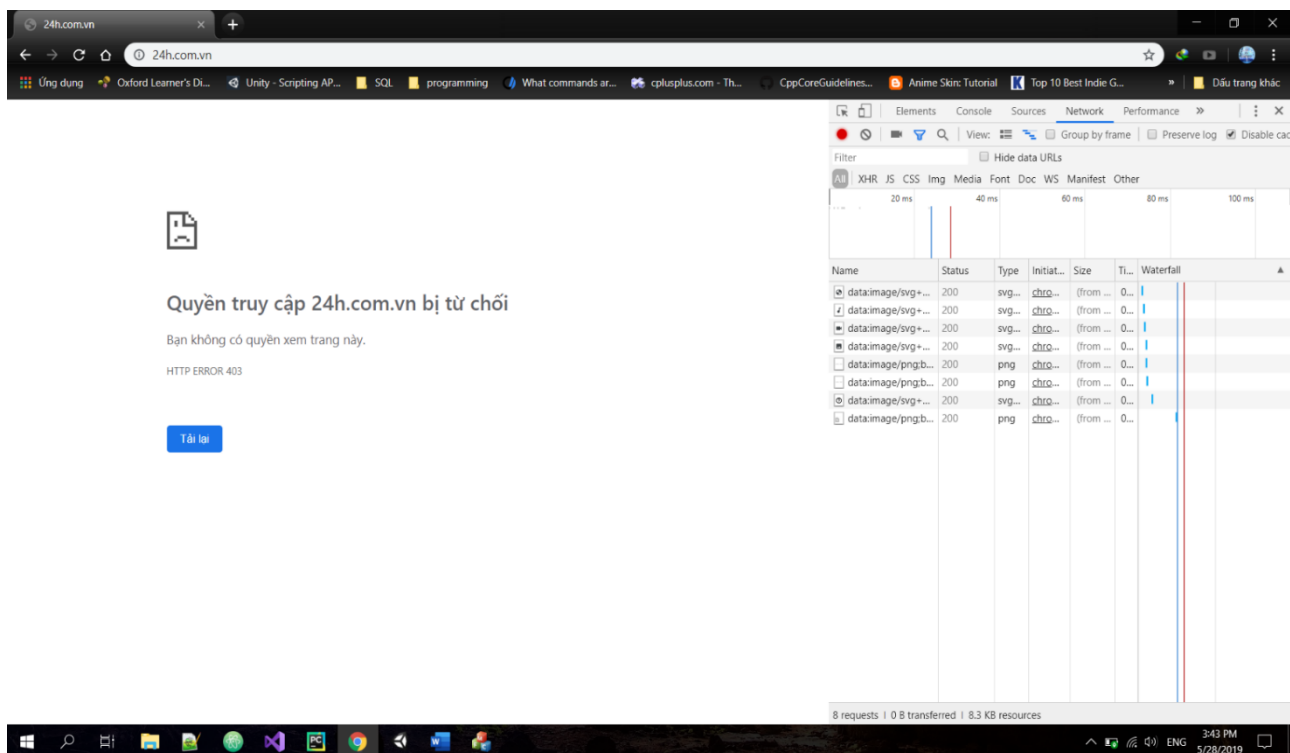 24h.com.vn
24h.com.vn
Ứng dụng Oxford Learner's Di... Unity - Scripting AP... SQL programming What commands ar... cplusplus.com - Th... CppCoreGuidelines... Anime Skin: Tutorial Top 10 Best Indie G... » Dấu trang khác
Elements Console Sources Network Performance »
View: Group by frame Preserve log Disable cac
Filter Hide data URLs
All XHR JS CSS Img Media Font Doc WS Manifest Other
20 ms 40 ms 60 ms 80 ms 100 ms
Name Status Type Initiat... Size Ti... Waterfall
data:image/svg+... 200 svg... chro... (from ... 0...
data:image/svg+... 200 svg... chro... (from ... 0...
data:image/svg+... 200 svg... chro... (from ... 0...
data:image/svg+... 200 svg... chro... (from ... 0...
data:image/png;b... 200 png chro... (from ... 0...
data:image/png;b... 200 png chro... (from ... 0...
data:image/svg+... 200 svg... chro... (from ... 0...
data:image/png;b... 200 png chro... (from ... 0...
Quyền truy cập 24h.com.vn bị từ chối
Bạn không có quyền xem trang này.
HTTP ERROR 403
Tải lại
8 requests | 0 B transferred | 8.3 KB resources
ENG
3:43 PM
5/28/2019